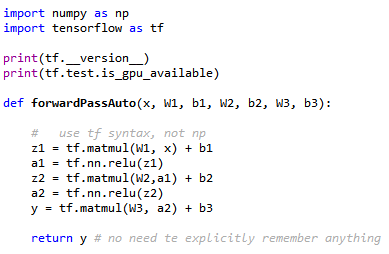 import numpy as np
import tensorflow as tf
print(tf.__version__)
print(tf.test.is_gpu_available)
def forwardPassAuto(x, W1, b1, W2, b2, W3, b3):
#   use tf syntax, not np
z1 = tf.matmul(W1, x) + b1
a1 = tf.nn.relu(z1)
z2 = tf.matmul(W2,a1) + b2
a2 = tf.nn.relu(z2)
y = tf.matmul(W3, a2) + b3
return y # no need te explicitly remember anything